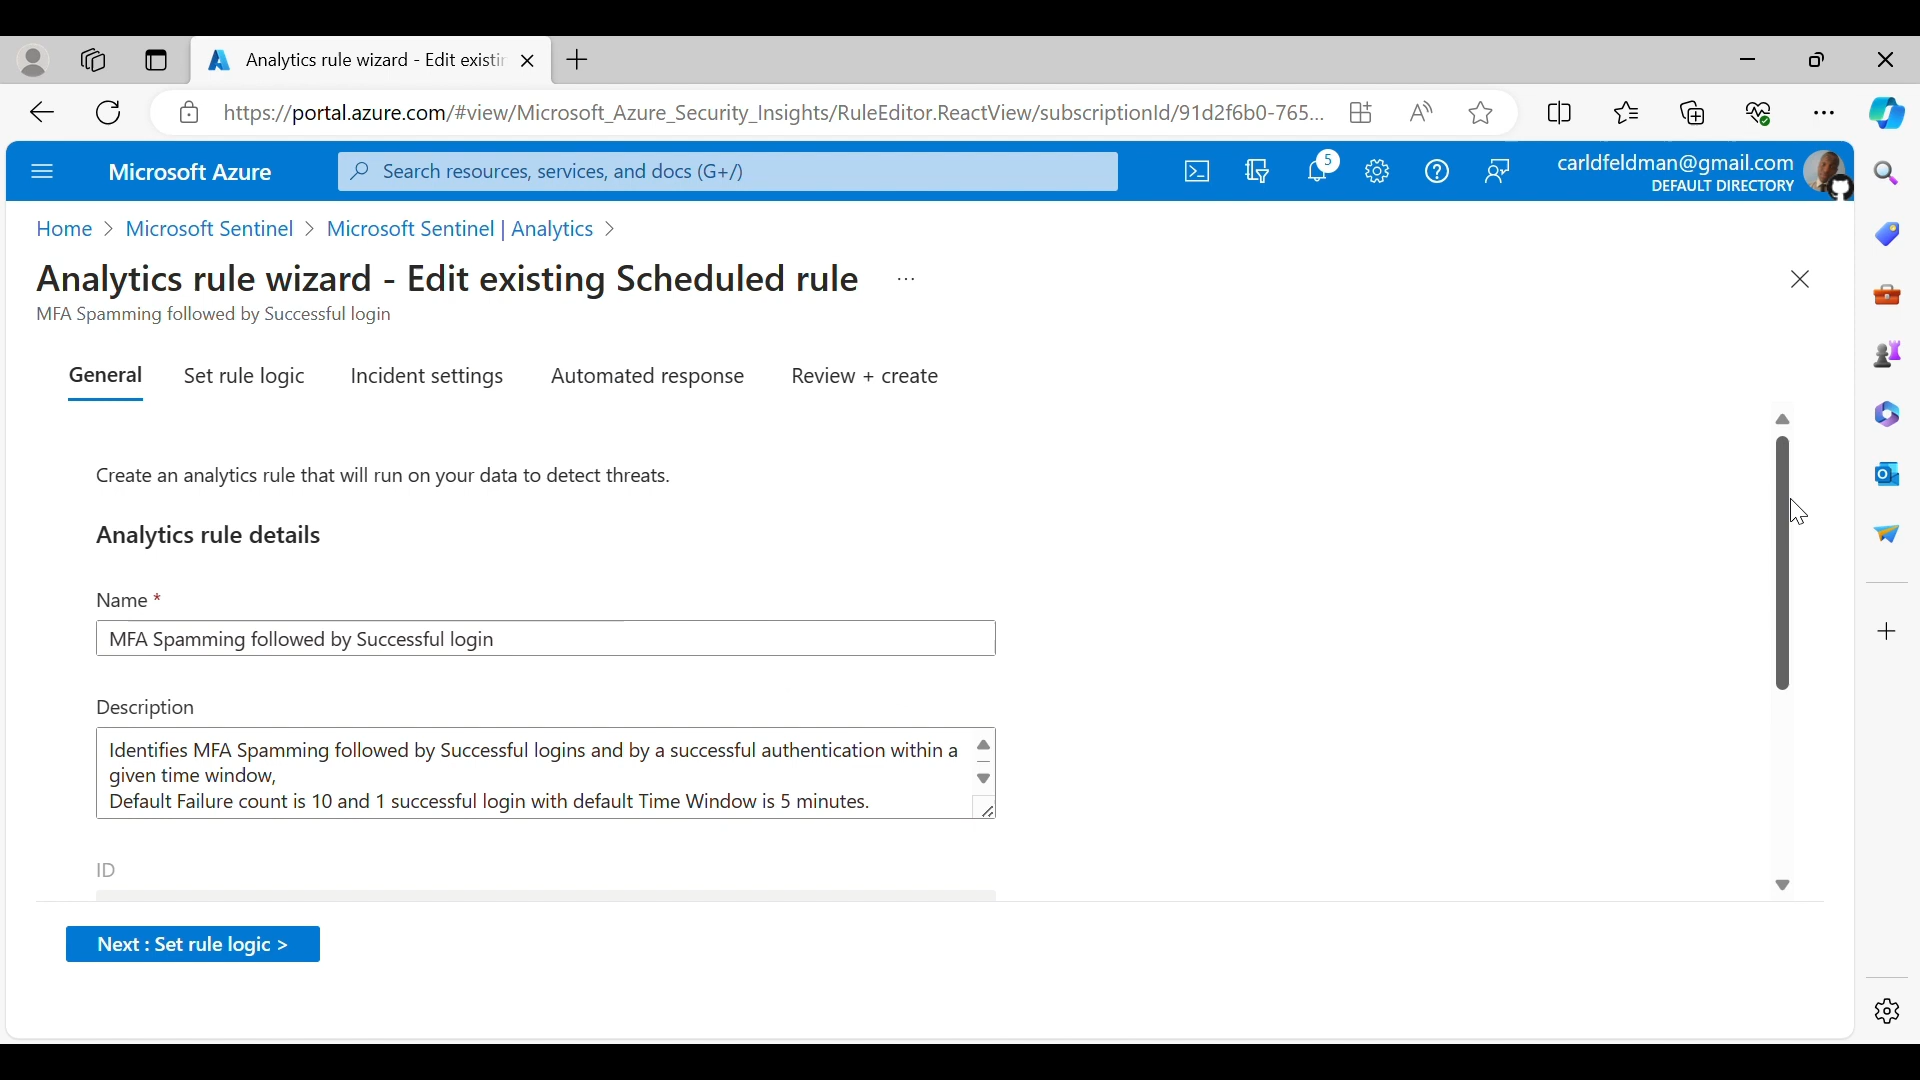 Analytics rule wizard - Edit existin
https://portal.azure.com/#view/Microsoft_Azure_Security_Insights/RuleEditor.ReactView/subscriptionId/91d2f6b0-765...
Microsoft Azure
Search resources, services, and docs (G+/)
5
carldfeldman@gmail.com
DEFAULT DIRECTORY
Home > Microsoft Sentinel > Microsoft Sentinel | Analytics >
Analytics rule wizard - Edit existing Scheduled rule ...
MFA Spamming followed by Successful login
General Set rule logic Incident settings Automated response Review + create
Create an analytics rule that will run on your data to detect threats.
Analytics rule details
Name *
MFA Spamming followed by Successful login
Description
Identifies MFA Spamming followed by Successful logins and by a successful authentication within a
given time window,
Default Failure count is 10 and 1 successful login with default Time Window is 5 minutes.
ID
Next : Set rule logic >